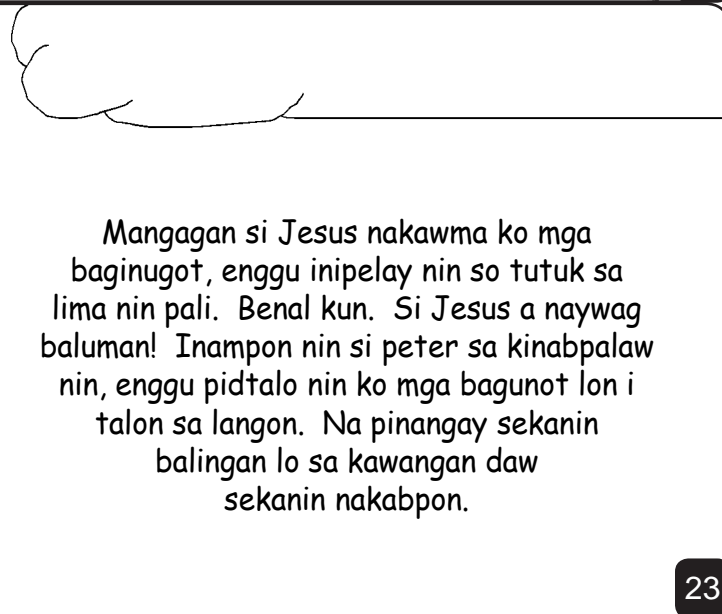 Mangagan si Jesus nakawma ko mga
baginugot, enggu inipelay nin so tutuk sa
lima nin pali.  Benal kun.  Si Jesus a naywag
baluman!  Inampon nin si peter sa kinabpalaw
nin, enggu pidtalo nin ko mga bagunot lon i
talon sa langon.  Na pinangay sekanin
balingan lo sa kawangan daw
sekanin nakabpon.
23